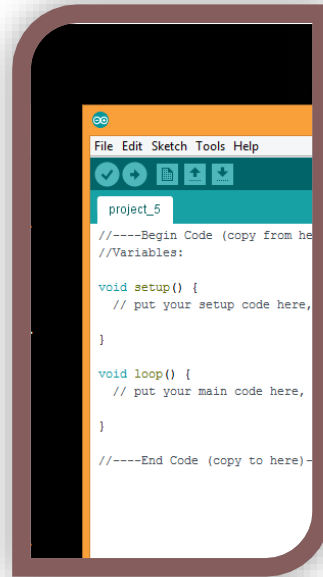 File Edit Sketch Tools Help
project_5
//----Begin Code (copy from he
//Variables:
void setup() {
// put your setup code here,
}
void loop() {
// put your main code here,
}
//----End Code (copy to here)-